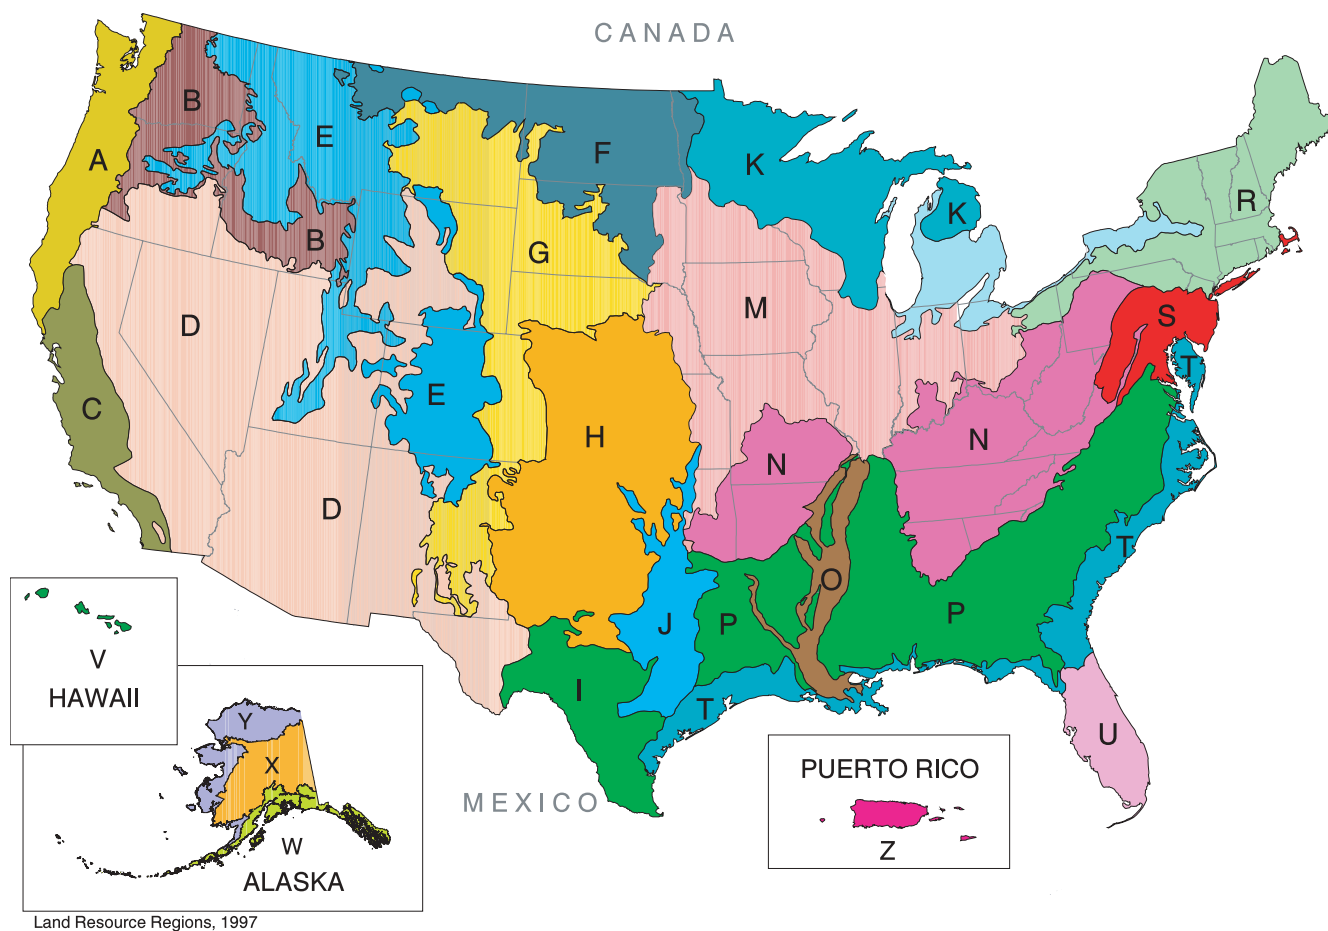 CANADA
A
B
E
F
K
K
R
B
G
D
M
S
T
C
E
H
N
N
D
T
O
J
P
P
I
T
U
V
HAWAII
Y
X
W
ALASKA
MEXICO
PUERTO RICO
Z
Land Resource Regions, 1997